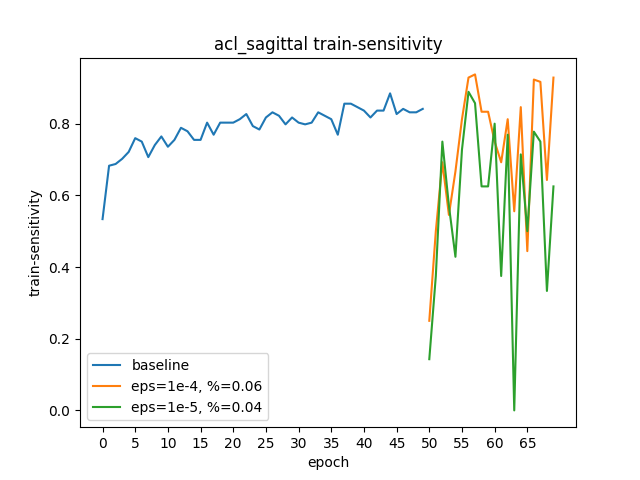 acl_sagittal train-sensitivity
train-sensitivity
0.8
0.6
0.4
0.2
0.0
baseline
eps=1e-4, %=0.06
eps=1e-5, %=0.04
0 5 10 15 20 25 30 35 40 45 50 55 60 65
epoch